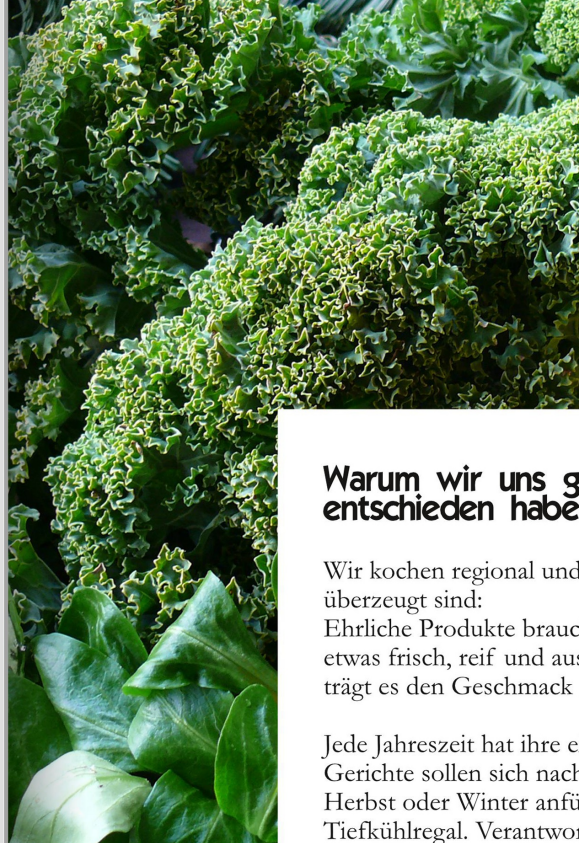 Warum wir uns g
entschieden habe
Wir kochen regional und
überzeugt sind:
Ehrliche Produkte brauc
etwas frisch, reif und aus
trägt es den Geschmack
Jede Jahreszeit hat ihre e
Gerichte sollen sich nach
Herbst oder Winter anfü
Tiefkühlregal. Verantwor